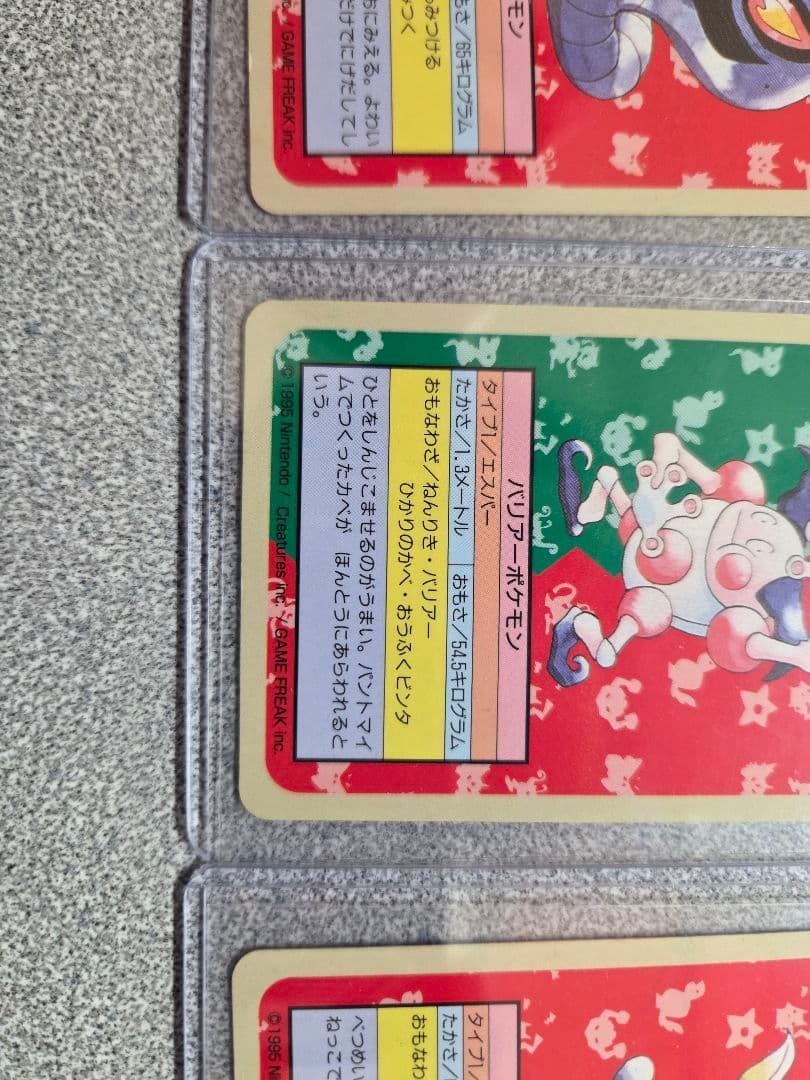 モン
もさ/65キログラム
みつける
つく
おにみえる。よわい
だけでにげだしてし
GAME FREAK inc.
バリアーポケモン
タイプ1/エスパー
たかさ/1.3メートル おもさ/54.5キログラム
おもなわざ/ねんりき・バリアー
ひかりのかべ・おうふくビンタ
ひとをしんじこませるのがうまい。パントマイ
ムでつくったカベが ほんとうにあらわれると
いう。
© 1995 Nintendo / Creatures inc. / GAME FREAK inc.
タイプ1/
たかさ/
おもなわ
べつめい
ねっこで
©1995 Ni